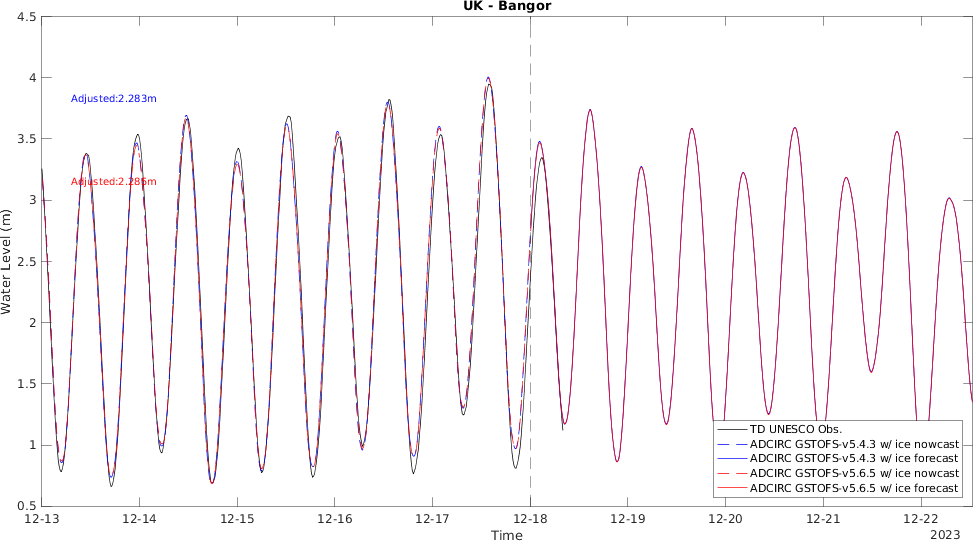 UK - Bangor
4.5
4
3.5
3
2.5
2
1.5
1
0.5
Water Level (m)
Adjusted:2.283m
Adjusted:2.285m
TD UNESCO Obs.
ADCIRC GSTOFS-v5.4.3 w/ ice nowcast
ADCIRC GSTOFS-v5.4.3 w/ ice forecast
ADCIRC GSTOFS-v5.6.5 w/ ice nowcast
ADCIRC GSTOFS-v5.6.5 w/ ice forecast
12-13 12-14 12-15 12-16 12-17 12-18 12-19 12-20 12-21 12-22
Time
2023